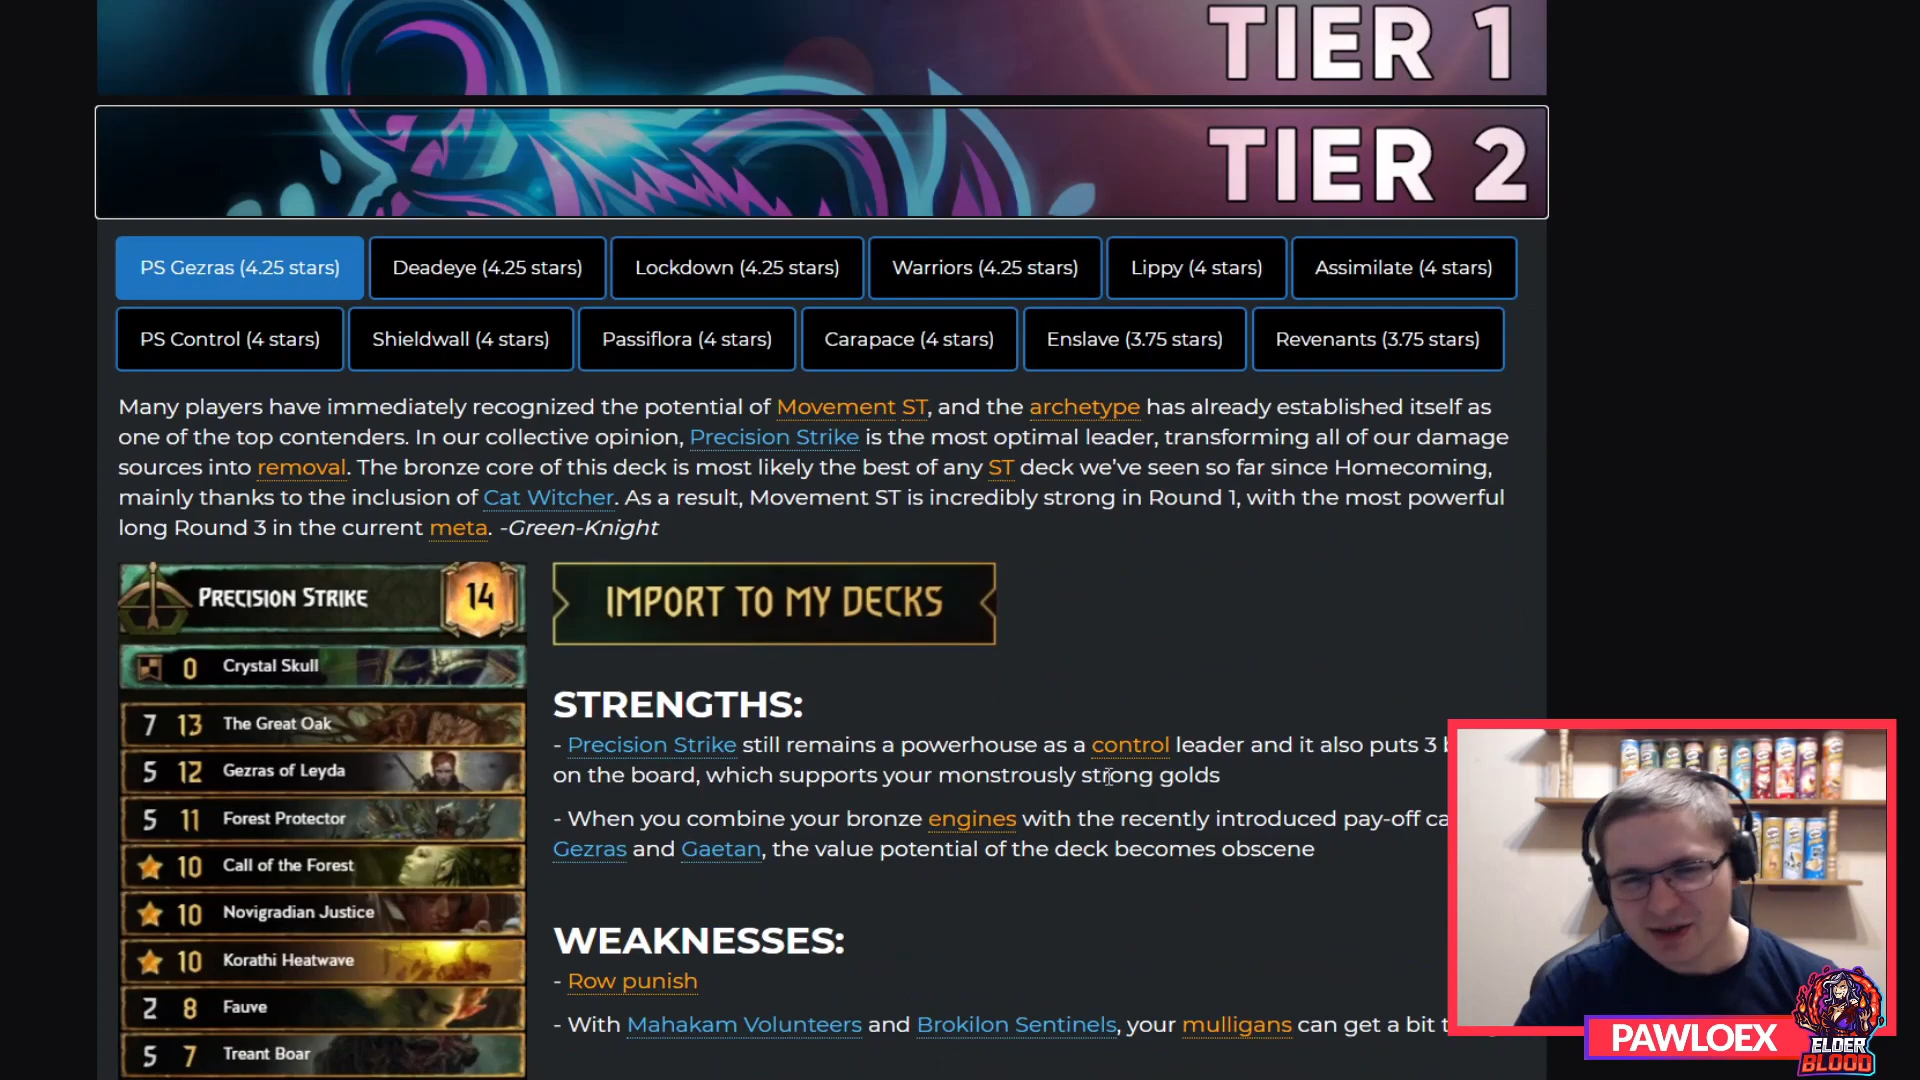 TIER 1
TIER 2
PS Gezras (4.25 stars)
Deadeye (4.25 stars)
Lockdown (4.25 stars)
Warriors (4.25 stars)
Lippy (4 stars)
Assimilate (4 stars)
PS Control (4 stars)
Shieldwall (4 stars)
Passiflora (4 stars)
Carapace (4 stars)
Enslave (3.75 stars)
Revenants (3.75 stars)
Many players have immediately recognized the potential of Movement ST, and the archetype has already established itself as
one of the top contenders. In our collective opinion, Precision Strike is the most optimal leader, transforming all of our damage
sources into removal. The bronze core of this deck is most likely the best of any ST deck we've seen so far since Homecoming,
mainly thanks to the inclusion of Cat Witcher. As a result, Movement ST is incredibly strong in Round 1, with the most powerful
long Round 3 in the current meta. -Green-Knight
PRECISION STRIKE 14
0 Crystal Skull
7 13 The Great Oak
5 12 Gezras of Leyda
5 11 Forest Protector
10 Call of the Forest
10 Novigradian Justice
10 Korathi Heatwave
2 8 Fauve
5 7 Treant Boar
IMPORT TO MY DECKS
STRENGTHS:
- Precision Strike still remains a powerhouse as a control leader and it also puts 3
on the board, which supports your monstrously strong golds
- When you combine your bronze engines with the recently introduced pay-off
Gezras and Gaetan, the value potential of the deck becomes obscene
WEAKNESSES:
- Row punish
- With Mahakam Volunteers and Brokilon Sentinels, your mulligans can get a bit
PAWLOEX
ELDER
BLOOD